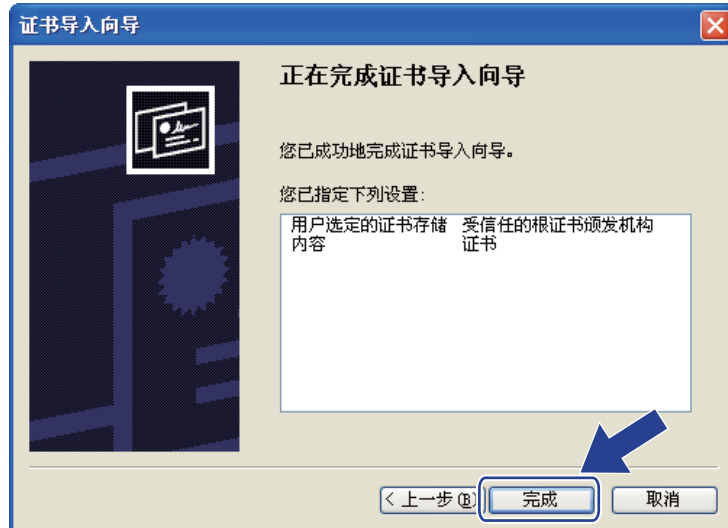 证书导入向导
正在完成证书导入向导
您已成功地完成证书导入向导。
您已指定下列设置:
用户选定的证书存储 受信任的根证书颁发机构
内容 证书
< 上一步(B) 完成 取消